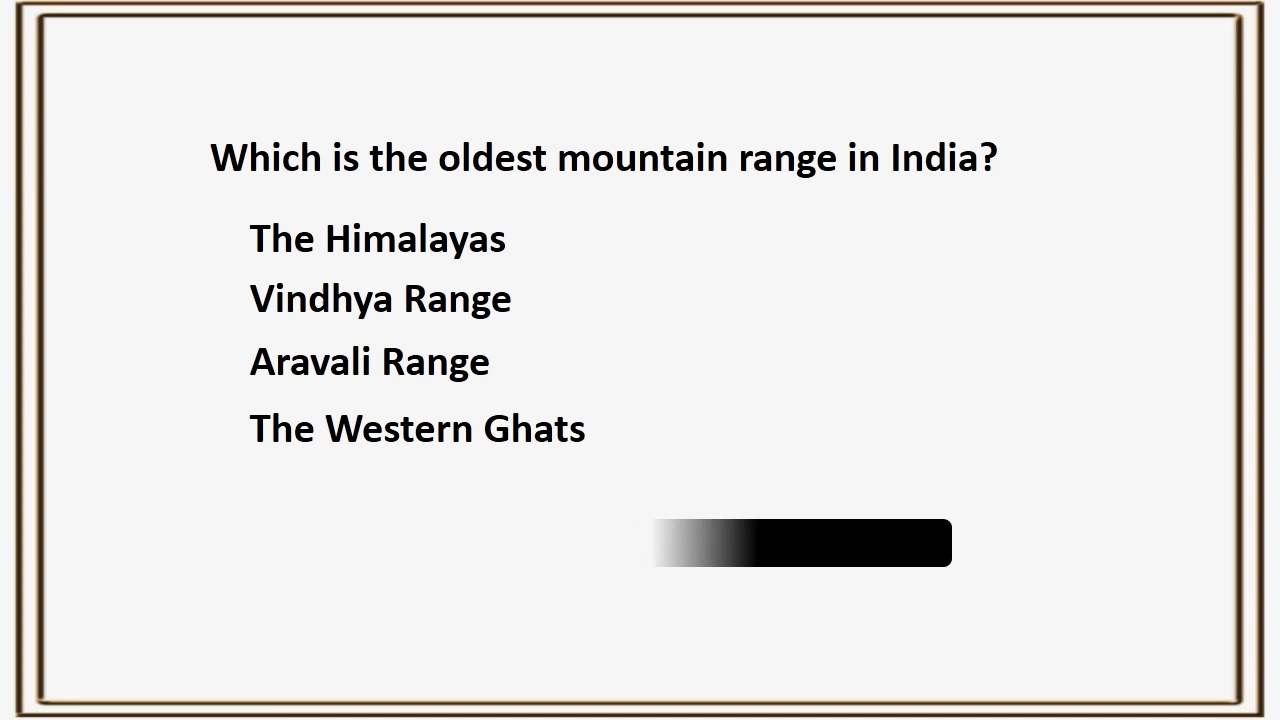 Which is the oldest mountain range in India?
The Himalayas
Vindhya Range
Aravali Range
The Western Ghats